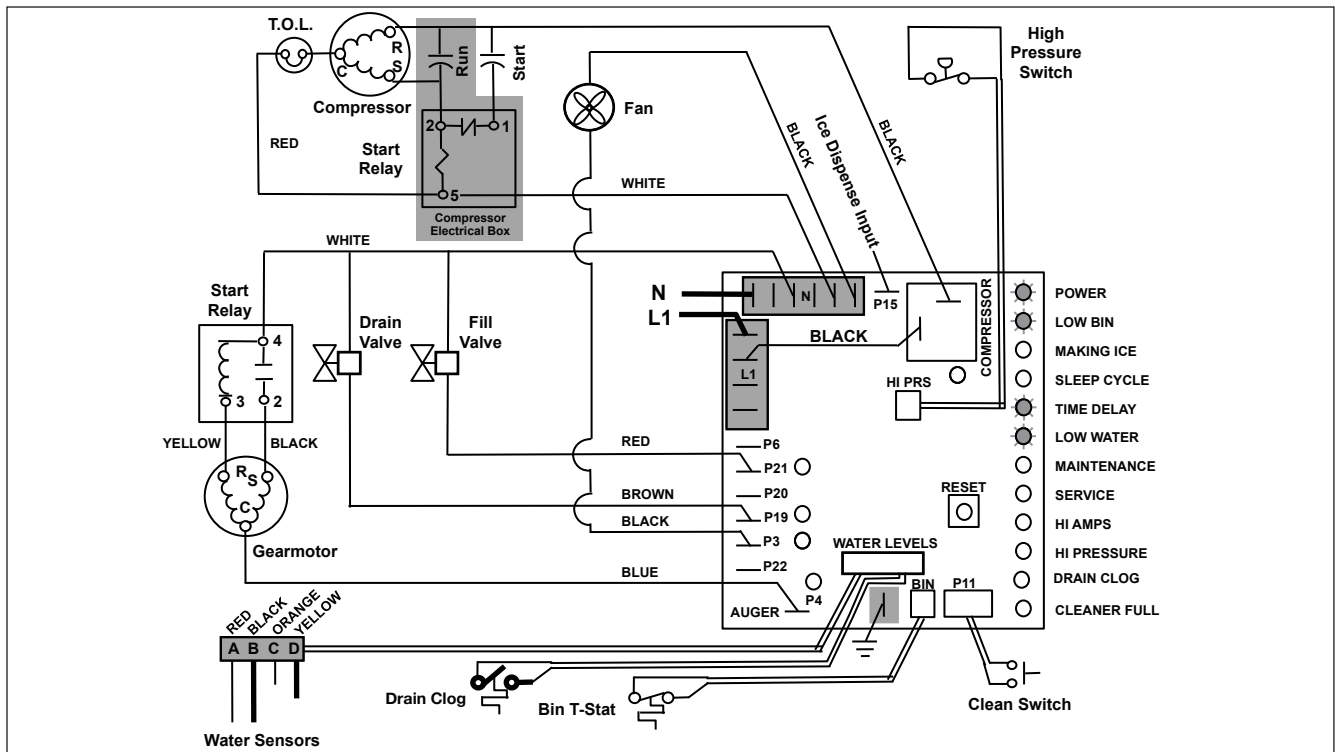 T.O.L.
R
S
C
Compressor
Run
Start
2
1
5
Start
Relay
Compressor
Electrical Box
RED
Fan
BLACK
Ice Dispense Input
BLACK
High
Pressure
Switch
WHITE
WHITE
Start
Relay
4
3
2
YELLOW
BLACK
R
S
C
Gearmotor
Drain
Valve
Fill
Valve
N
L1
N
P15
COMPRESSOR
BLACK
L1
HI PRS
RED
BROWN
BLACK
BLUE
P6
P21
P20
P19
P3
P22
P4
AUGER
RESET
WATER LEVELS
BIN
P11
POWER
LOW BIN
MAKING ICE
SLEEP CYCLE
TIME DELAY
LOW WATER
MAINTENANCE
SERVICE
HI AMPS
HI PRESSURE
DRAIN CLOG
CLEANER FULL
RED
BLACK
ORANGE
YELLOW
A B C D
Water Sensors
Drain Clog
Bin T-Stat
Clean Switch